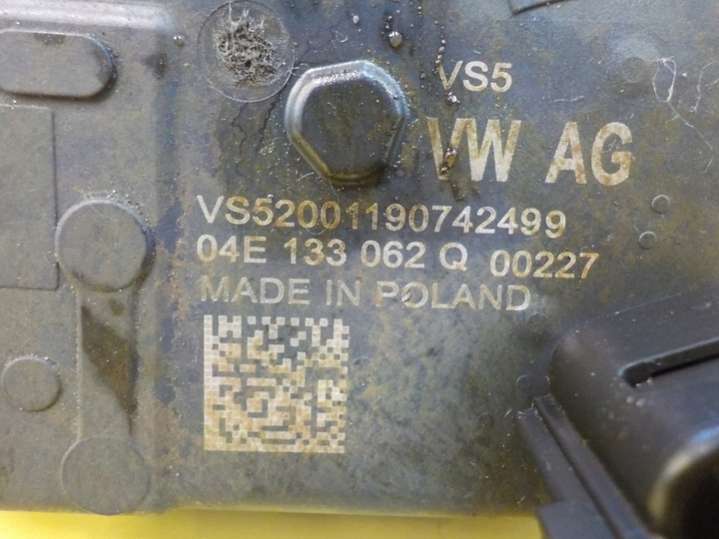 VS5
VW AG
VS52001190742499
04E 133 062 Q 00227
MADE IN POLAND